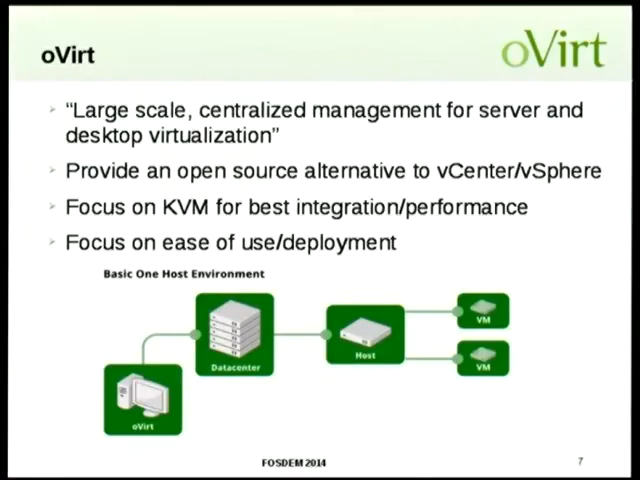 oVirt
oVirt
“Large scale, centralized management for server and
desktop virtualization”
Provide an open source alternative to vCenter/vSphere
Focus on KVM for best integration/performance
Focus on ease of use/deployment
Basic One Host Environment
VM
Host
Datacenter
VM
oVirt
FOSDEM 2014
7